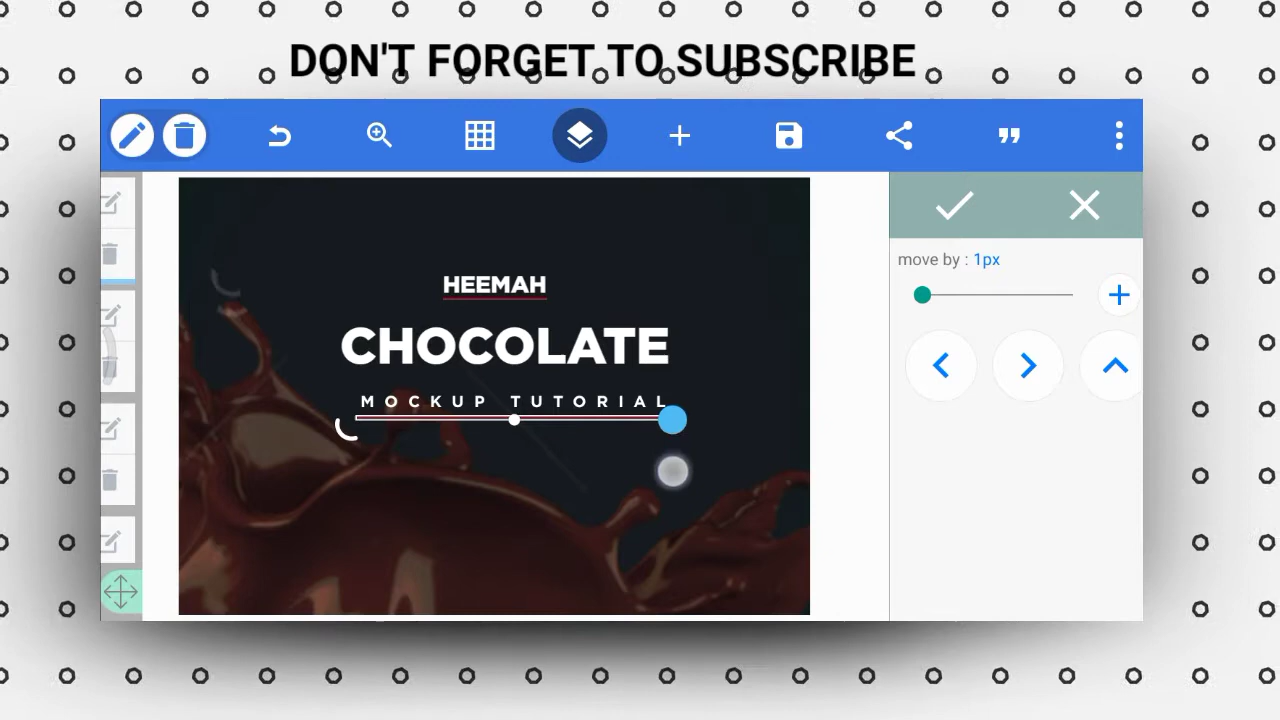 DON'T FORGET TO SUBSCRIBE
move by : 1px
HEEMAH
CHOCOLATE
MOCKUP TUTORIAL